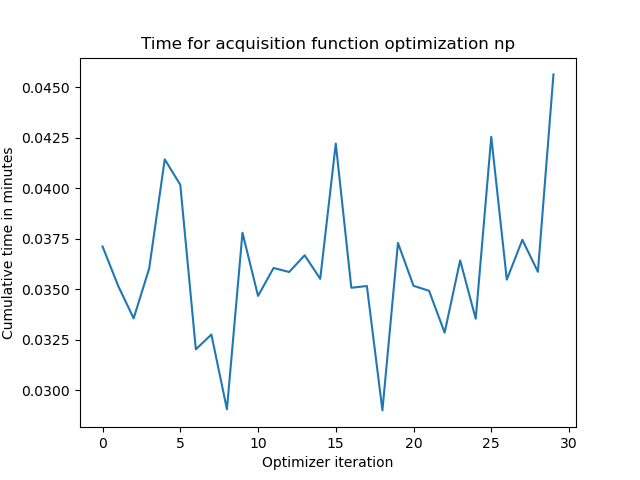 Time for acquisition function optimization np
Cumulative time in minutes
0.0450
0.0425
0.0400
0.0375
0.0350
0.0325
0.0300
0 5 10 15 20 25 30
Optimizer iteration